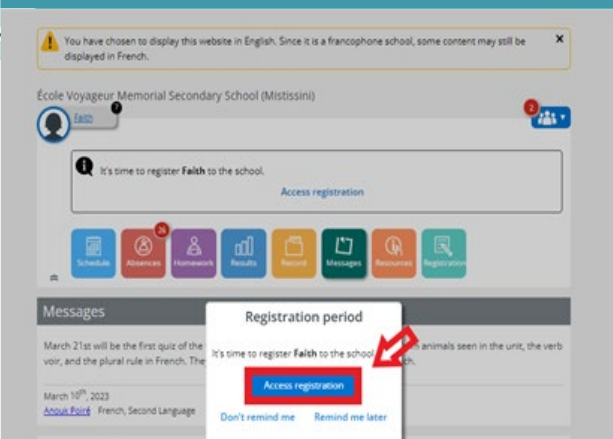 You have chosen to display this website in English. Since it is a francophone school, some content may still be
displayed in French.
École Voyageur Memorial Secondary School (Mistissini)
Faith
7
2
It's time to register Faith to the school.
Access registration
26
Schedule
Absences
Homework
Results
Record
Messages
Resources
Registration
Messages
March 21st will be the first quiz of the
animals seen in the unit, the verb
voir, and the plural rule in French. They
ch.
Registration period
It's time to register Faith to the school.
Access registration
Don't remind me Remind me later
March 10th, 2023
Anouk Poiré French, Second Language